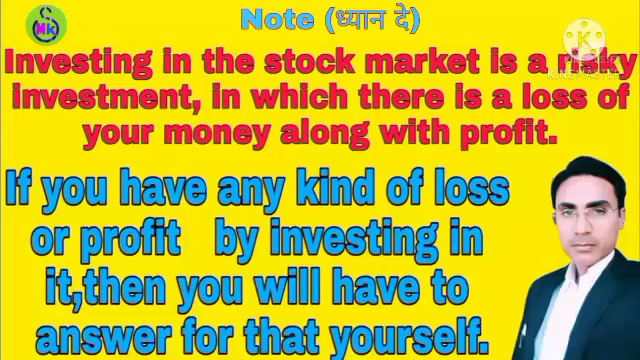 Note (ध्यान दे)
Investing in the stock market is a risky
investment, in which there is a loss of
your money along with profit.
If you have any kind of loss
or profit by investing in
it,then you will have to
answer for that yourself.
Mk
K
KINEMASTER